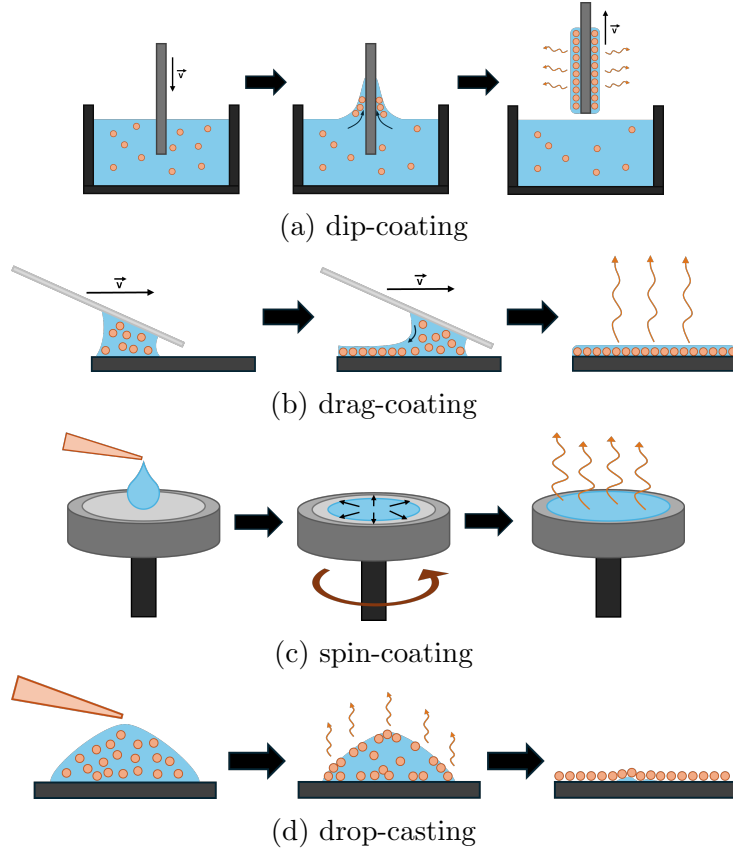 v
v
(a) dip-coating
v
v
(b) drag-coating
(c) spin-coating
(d) drop-casting